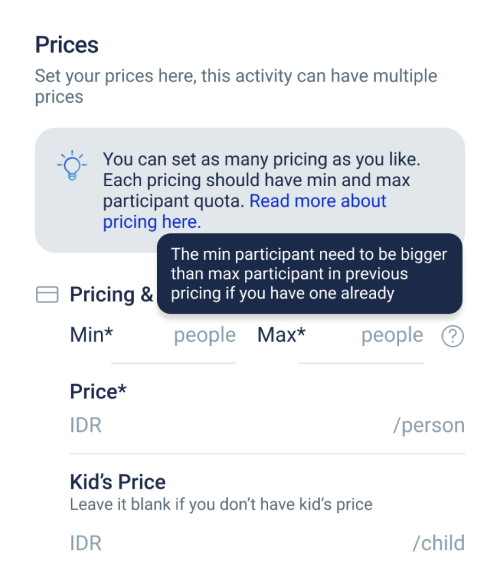 Prices
Set your prices here, this activity can have multiple
prices
You can set as many pricing as you like.
Each pricing should have min and max
participant quota. Read more about
pricing here.
The min participant need to be bigger
than max participant in previous
pricing if you have one already
Pricing &
Min* people Max* people ?
Price*
IDR /person
Kid's Price
Leave it blank if you don't have kid's price
IDR /child